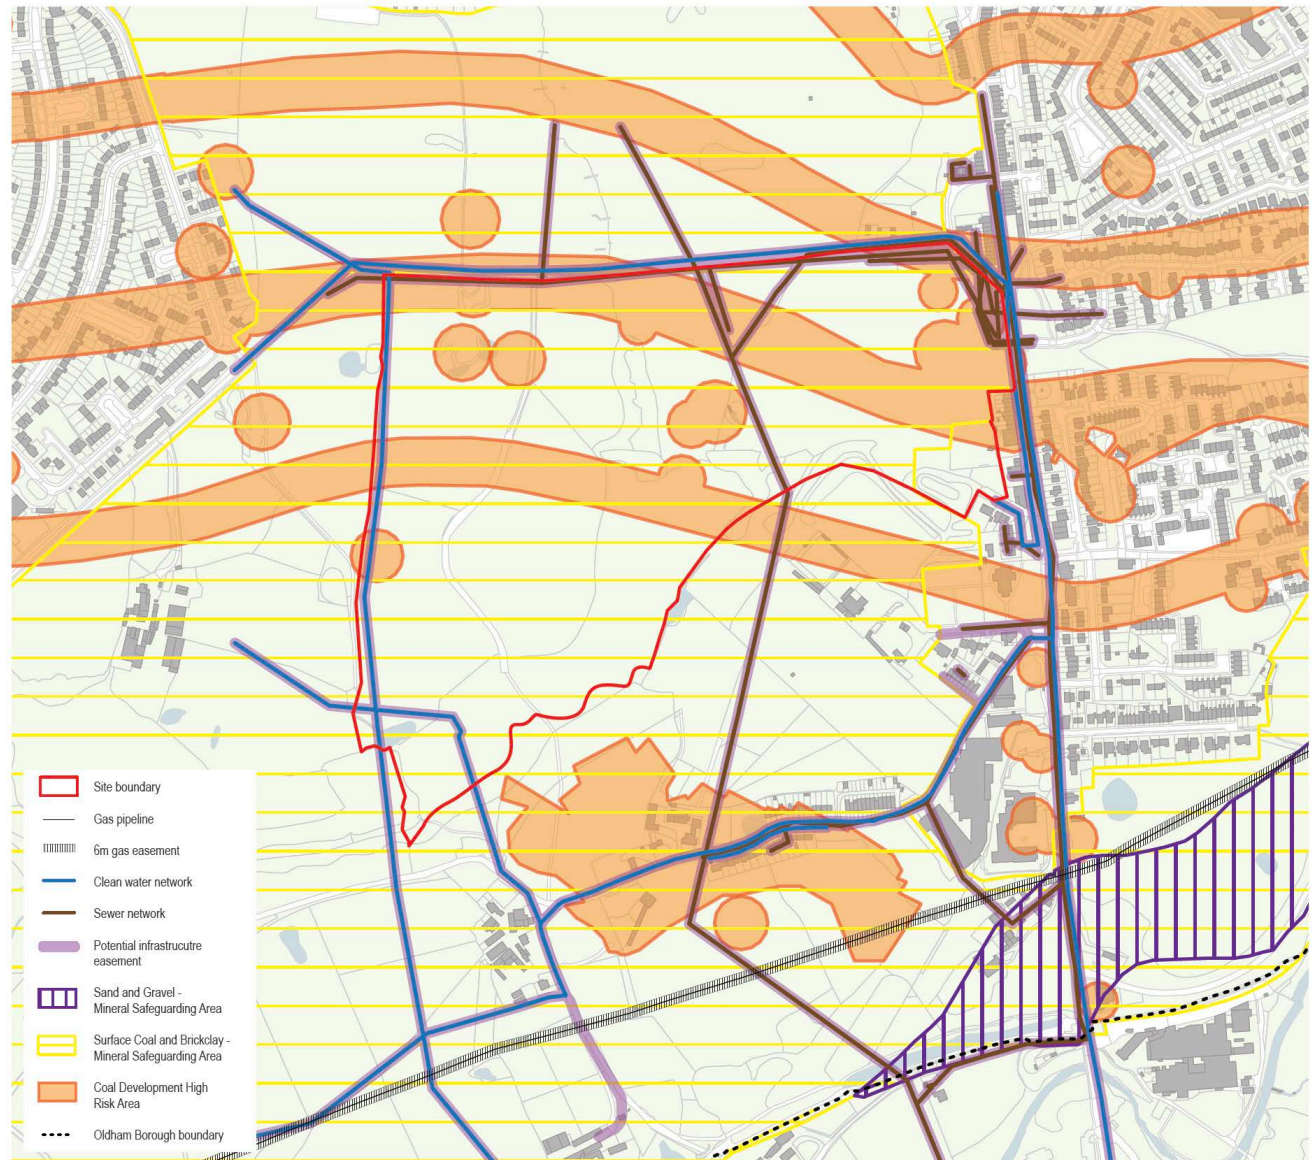 Site boundary
Gas pipeline
6m gas easement
Clean water network
Sewer network
Potential infrastrucutre
easement
Sand and Gravel -
Mineral Safeguarding Area
Surface Coal and Brickclay -
Mineral Safeguarding Area
Coal Development High
Risk Area
Oldham Borough boundary